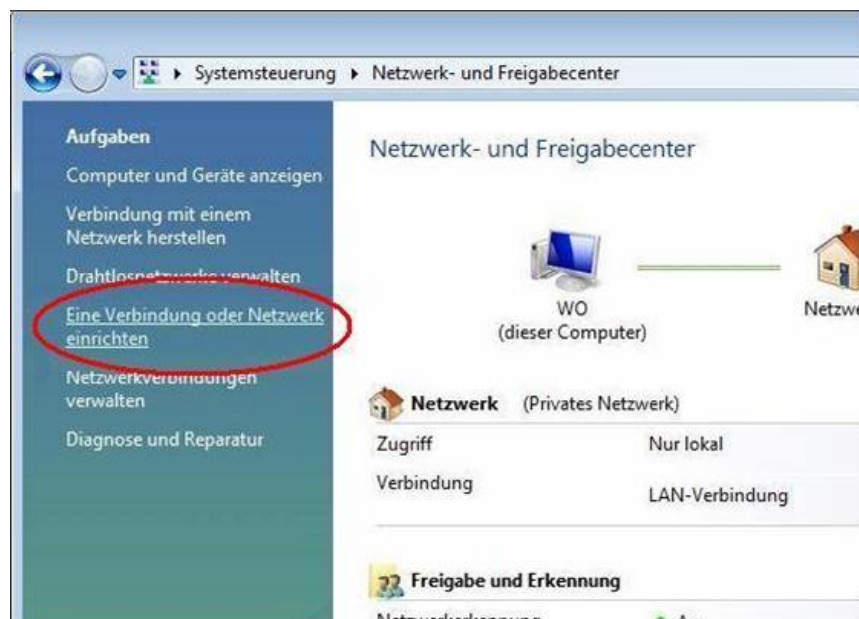 Systemsteuerung ▸ Netzwerk- und Freigabecenter
Aufgaben
Computer und Geräte anzeigen
Verbindung mit einem
Netzwerk herstellen
Drahtlosnetzwerke verwalten
Eine Verbindung oder Netzwerk
einrichten
Netzwerkverbindungen
verwalten
Diagnose und Reparatur
Netzwerk- und Freigabecenter
WO
(dieser Computer)
Netzwe
Netzwerk (Privates Netzwerk)
Zugriff Nur lokal
Verbindung LAN-Verbindung
Freigabe und Erkennung
Netzwerkerkennung